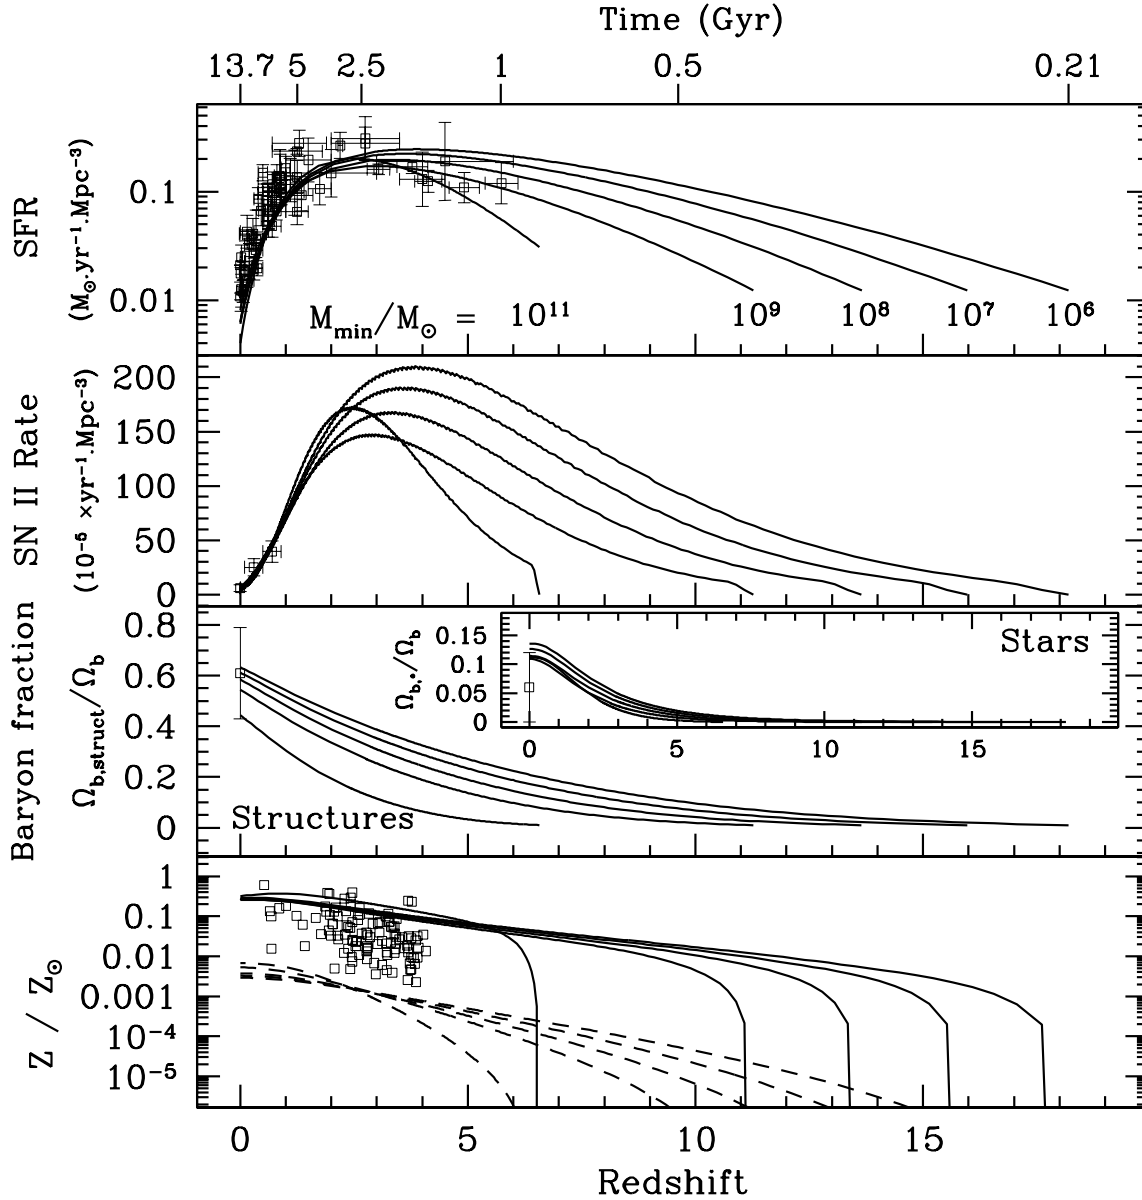 Time (Gyr)
13.7 5 2.5 1 0.5 0.21
SFR
(M⊙.yr⁻¹.Mpc⁻³)
0.1
0.01
M_min/M⊙ = 10¹¹ 10⁹ 10⁸ 10⁷ 10⁶
SN II Rate
(10⁻⁵ ×yr⁻¹.Mpc⁻³)
200
150
100
50
0
Baryon fraction
Ω_b,struct/Ω_b
0.8
0.6
0.4
0.2
0
Structures
Ω_b,*/Ω_b
0.15
0.1
0.05
0
Stars
0 5 10 15
Z / Z⊙
1
0.1
0.01
0.001
10⁻⁴
10⁻⁵
0 5 10 15
Redshift